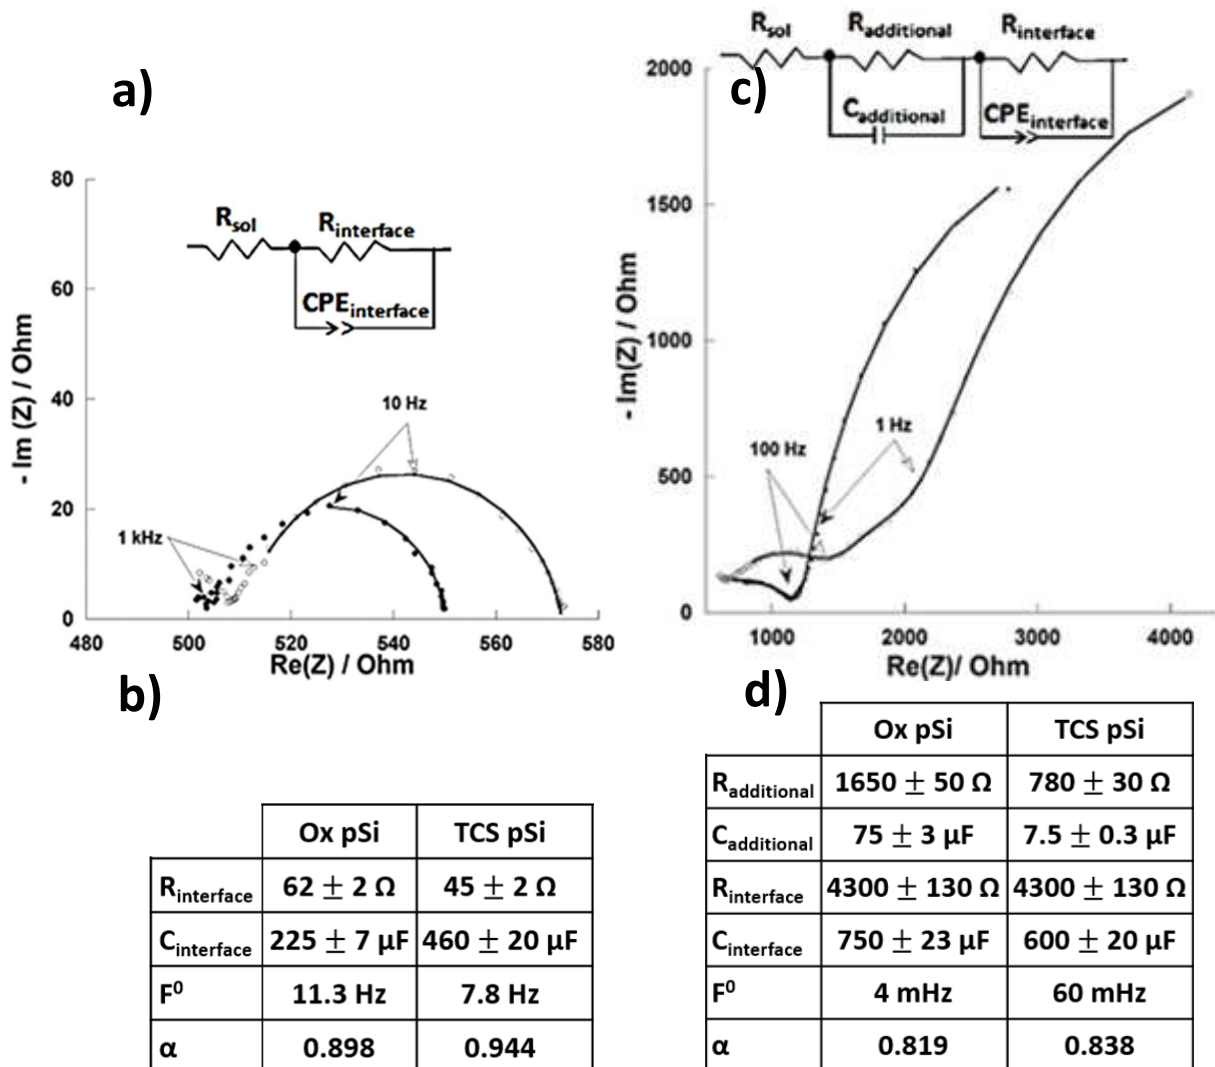 a)
R_sol
R_interface
CPE_interface
- Im (Z) / Ohm
80
60
40
20
0
10 Hz
1 kHz
480
500
520
540
560
580
Re(Z) / Ohm
b)
Ox pSi TCS pSi
R_interface 62 ± 2 Ω 45 ± 2 Ω
C_interface 225 ± 7 µF 460 ± 20 µF
F⁰ 11.3 Hz 7.8 Hz
α 0.898 0.944
c)
R_sol
R_additional
R_interface
C_additional
CPE_interface
- Im(Z) / Ohm
2000
1500
1000
500
0
100 Hz
1 Hz
1000
2000
3000
4000
Re(Z)/ Ohm
d)
Ox pSi TCS pSi
R_additional 1650 ± 50 Ω 780 ± 30 Ω
C_additional 75 ± 3 µF 7.5 ± 0.3 µF
R_interface 4300 ± 130 Ω 4300 ± 130 Ω
C_interface 750 ± 23 µF 600 ± 20 µF
F⁰ 4 mHz 60 mHz
α 0.819 0.838